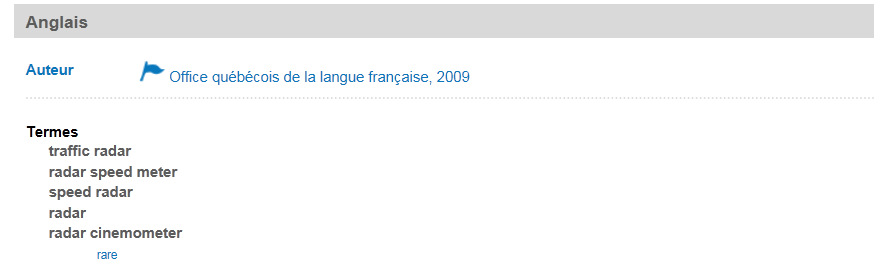 Anglais
Auteur Office québécois de la langue française, 2009
Termes
traffic radar
radar speed meter
speed radar
radar
radar cinemometer
rare